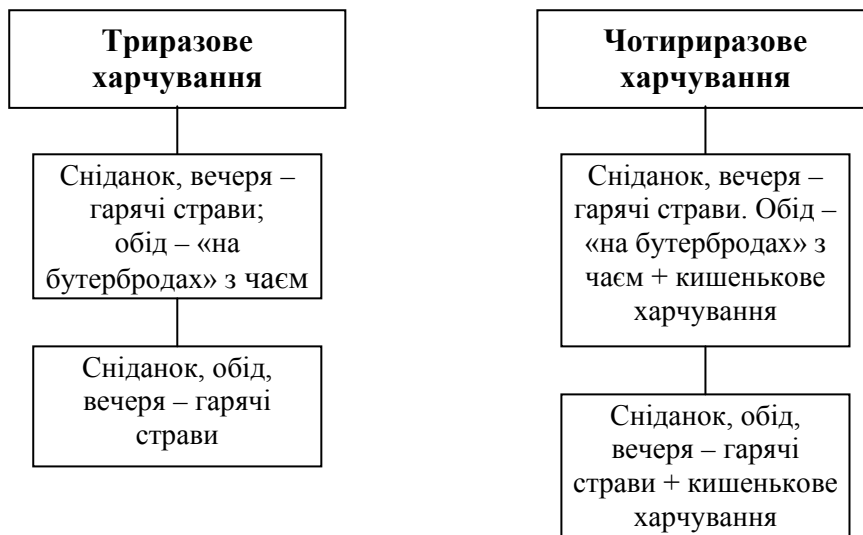 Триразове
харчування
Сніданок, вечеря –
гарячі страви;
обід – «на
бутербродах» з чаєм
Сніданок, обід,
вечеря – гарячі
страви
Чотириразове
харчування
Сніданок, вечеря –
гарячі страви. Обід –
«на бутербродах» з
чаєм + кишенькове
харчування
Сніданок, обід,
вечеря – гарячі
страви + кишенькове
харчування